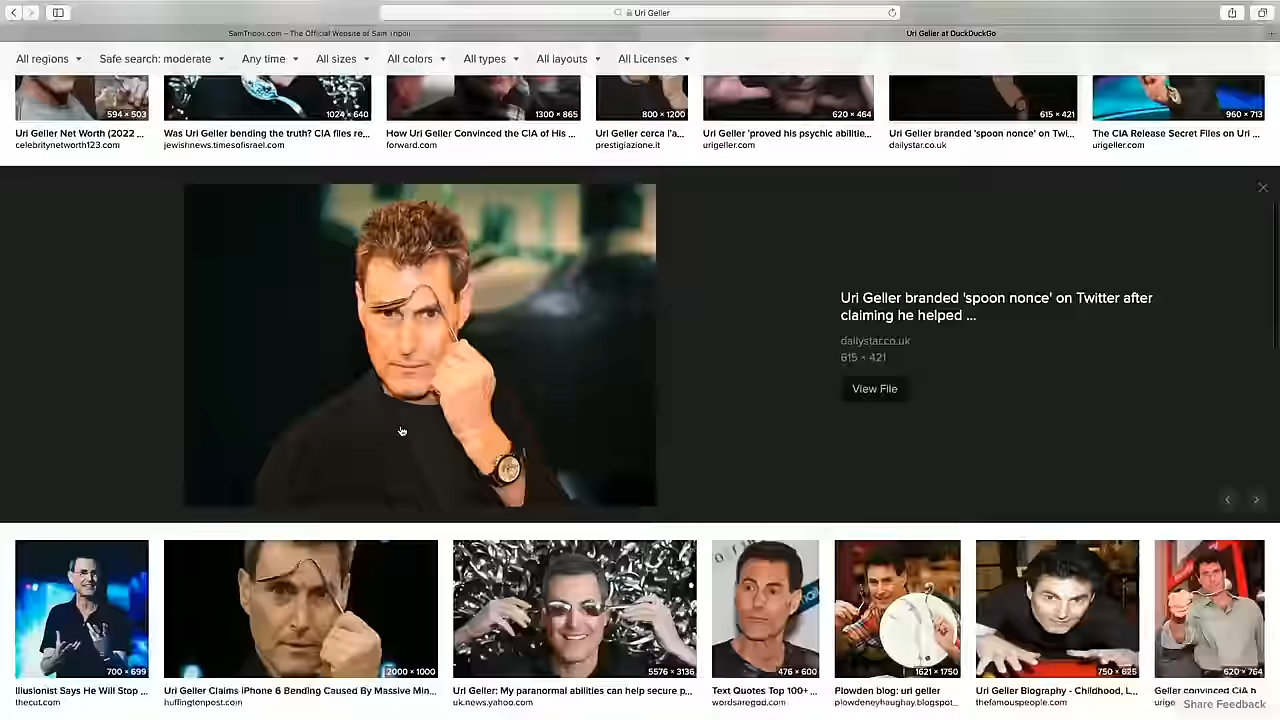 Uri Geller
SamTripoli.com – The Official Website of Sam Tripoli
Uri Geller at DuckDuckGo
All regions
Safe search: moderate
Any time
All sizes
All colors
All types
All layouts
All Licenses
594 × 503
1024 × 640
1300 × 865
800 × 1200
620 × 464
615 × 421
960 × 713
Uri Geller Net Worth (2022 ...
Was Uri Geller bending the truth? CIA files re...
How Uri Geller Convinced the CIA of His ...
Uri Geller cerca l'a...
Uri Geller 'proved his psychic abilitie...
Uri Geller branded 'spoon nonce' on Twi...
The CIA Release Secret Files on Uri ...
celebritynetworth123.com
jewishnews.timesofisrael.com
forward.com
prestigiazione.it
urigeller.com
dailystar.co.uk
urigeller.com
Uri Geller branded 'spoon nonce' on Twitter after
claiming he helped ...
dailystar.co.uk
615 × 421
View File
700 × 699
2000 × 1000
5576 × 3136
476 × 600
1621 × 1750
750 × 625
620 × 764
Illusionist Says He Will Stop ...
Uri Geller Claims iPhone 6 Bending Caused By Massive Min...
Uri Geller: My paranormal abilities can help secure p...
Text Quotes Top 100+ ...
Plowden blog: uri geller
Uri Geller Biography - Childhood, L...
Geller convinced CIA h
thecut.com
huffingtonpost.com
uk.news.yahoo.com
wordsaregod.com
plowdeneyhaughay.blogspot...
thefamouspeople.com
urige
Share Feedback